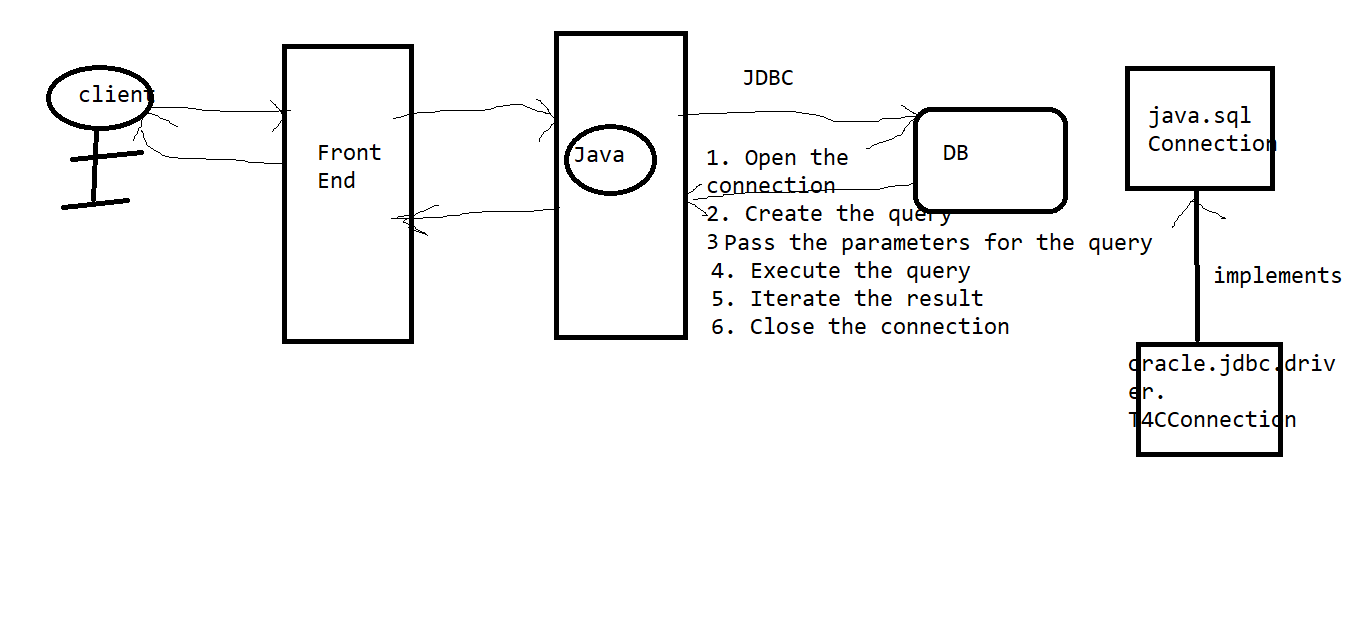 client
Front
End
Java
JDBC
1. Open the
connection
2. Create the query
3 Pass the parameters for the query
4. Execute the query
5. Iterate the result
6. Close the connection
DB
java.sql
Connection
implements
oracle.jdbc.driv
er.
T4CConnection